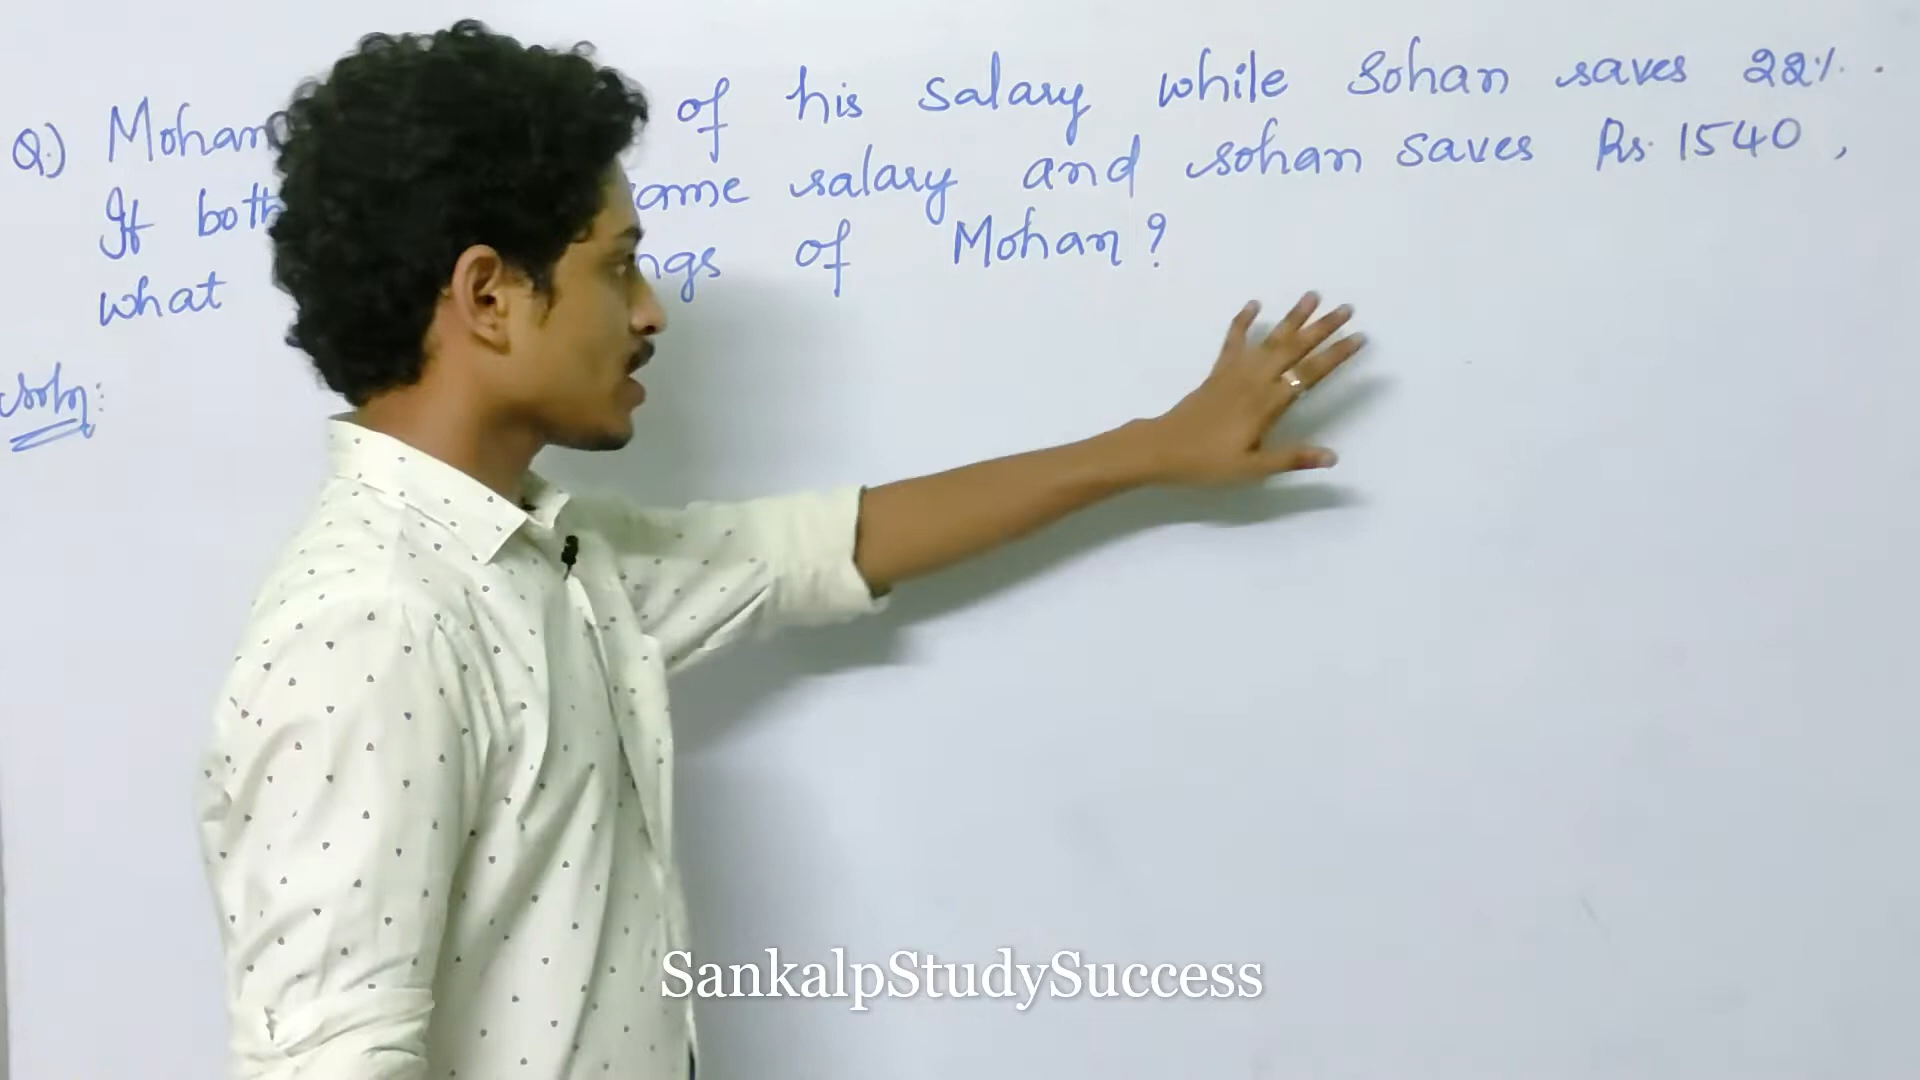 Q.) Mohan of his salary while Sohan saves 22%.
If both same salary and sohan saves Rs. 1540,
what savings of Mohan?
Soln:
SankalpStudySuccess